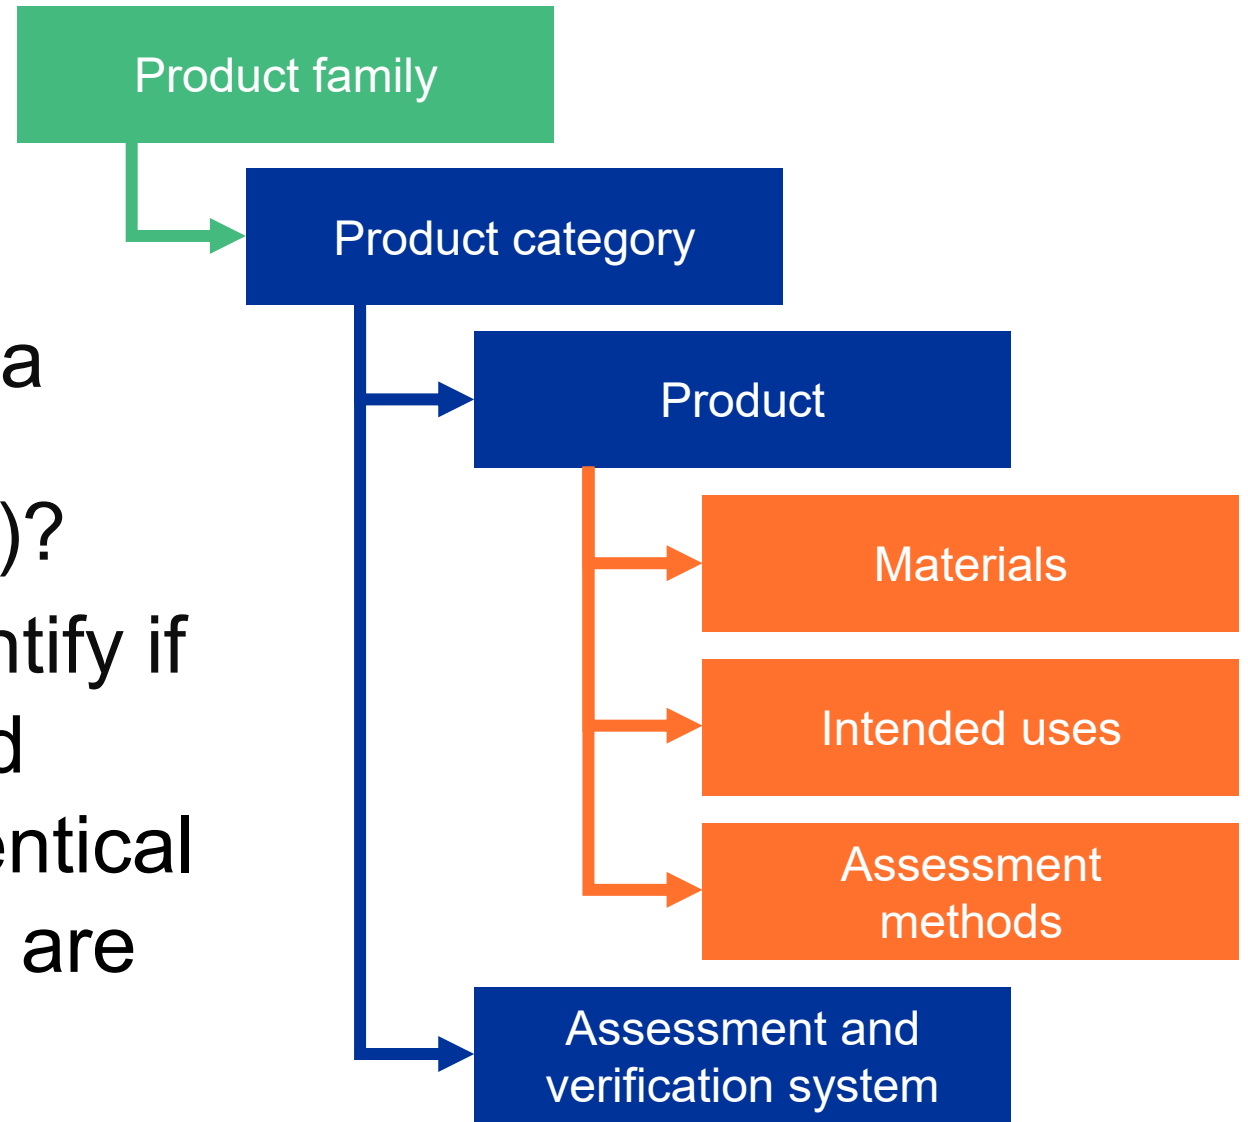 Product family
Product category
a
Product
)?
Materials
ntify if
Intended uses
d
entical
Assessment
methods
are
Assessment and
verification system